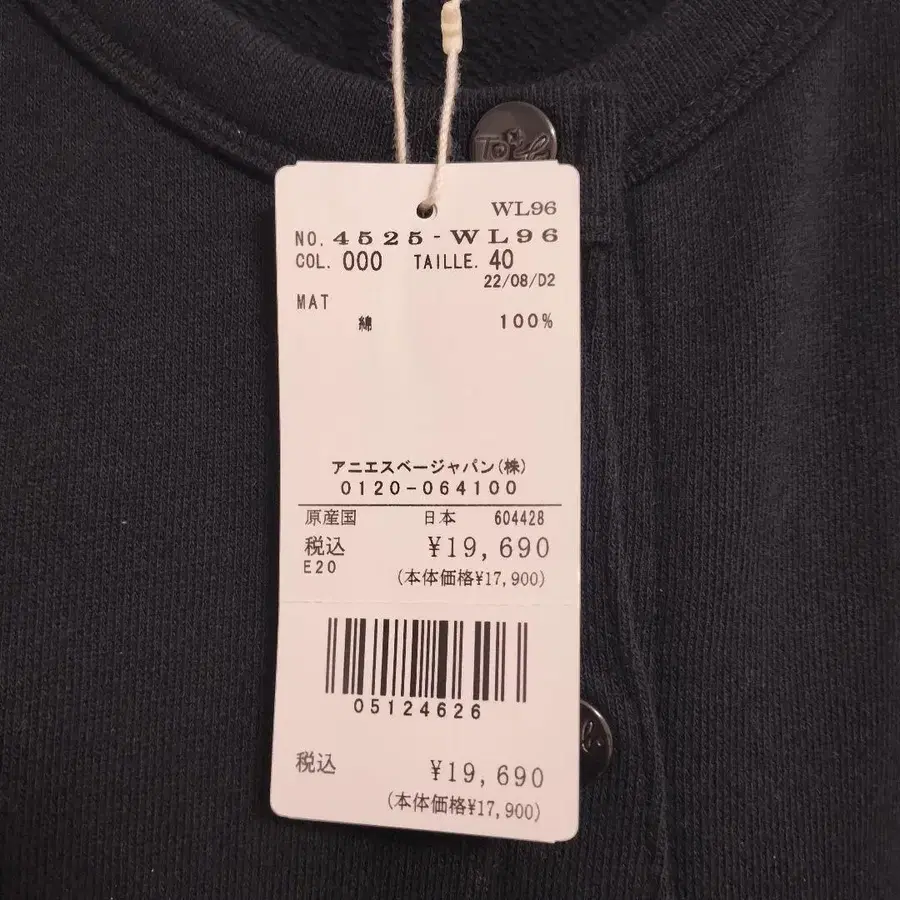 WL96
NO. 4525-WL96
COL. 000 TAILLE. 40
22/08/D2
MAT
綿 100%
アニエスベージャパン(株)
0120-064100
原産国 日本 604428
税込 ¥19,690
E20 (本体価格¥17,900)
05124626
税込 ¥19,690
(本体価格¥17,900)